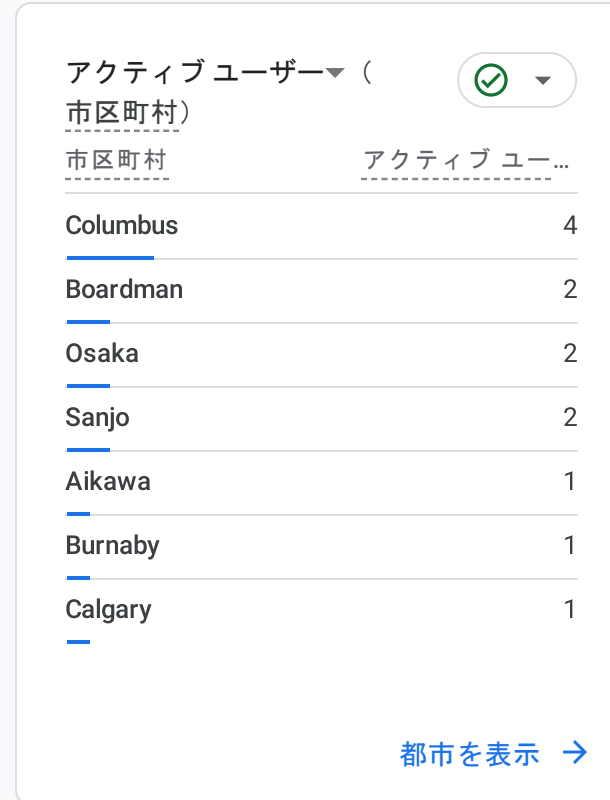 アクティブ ユーザー（
市区町村）
市区町村 アクティブ ユー…
Columbus 4
Boardman 2
Osaka 2
Sanjo 2
Aikawa 1
Burnaby 1
Calgary 1
都市を表示